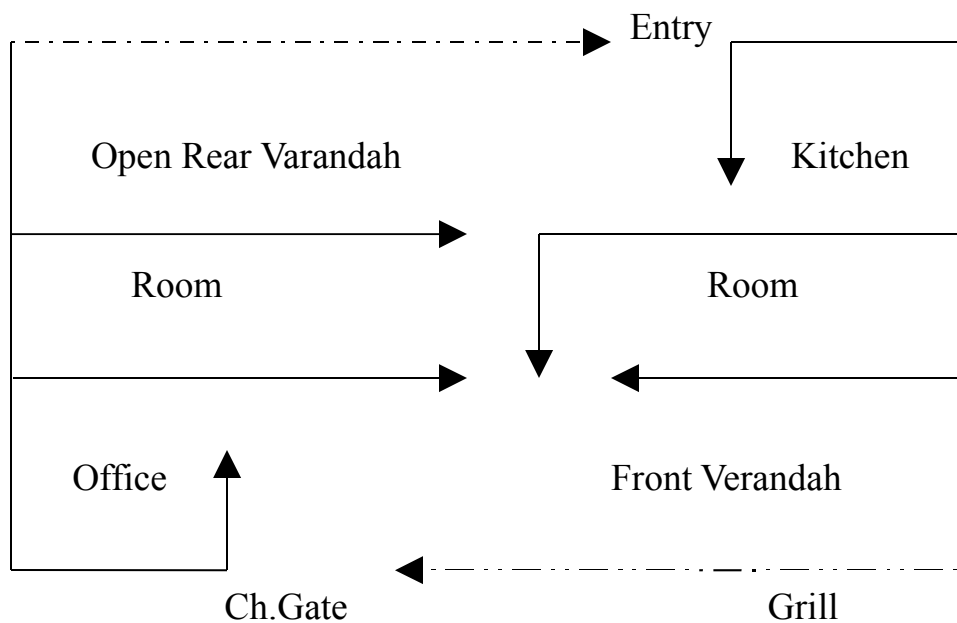 Entry
Open Rear Varandah
Kitchen
Room
Room
Office
Front Verandah
Ch.Gate
Grill